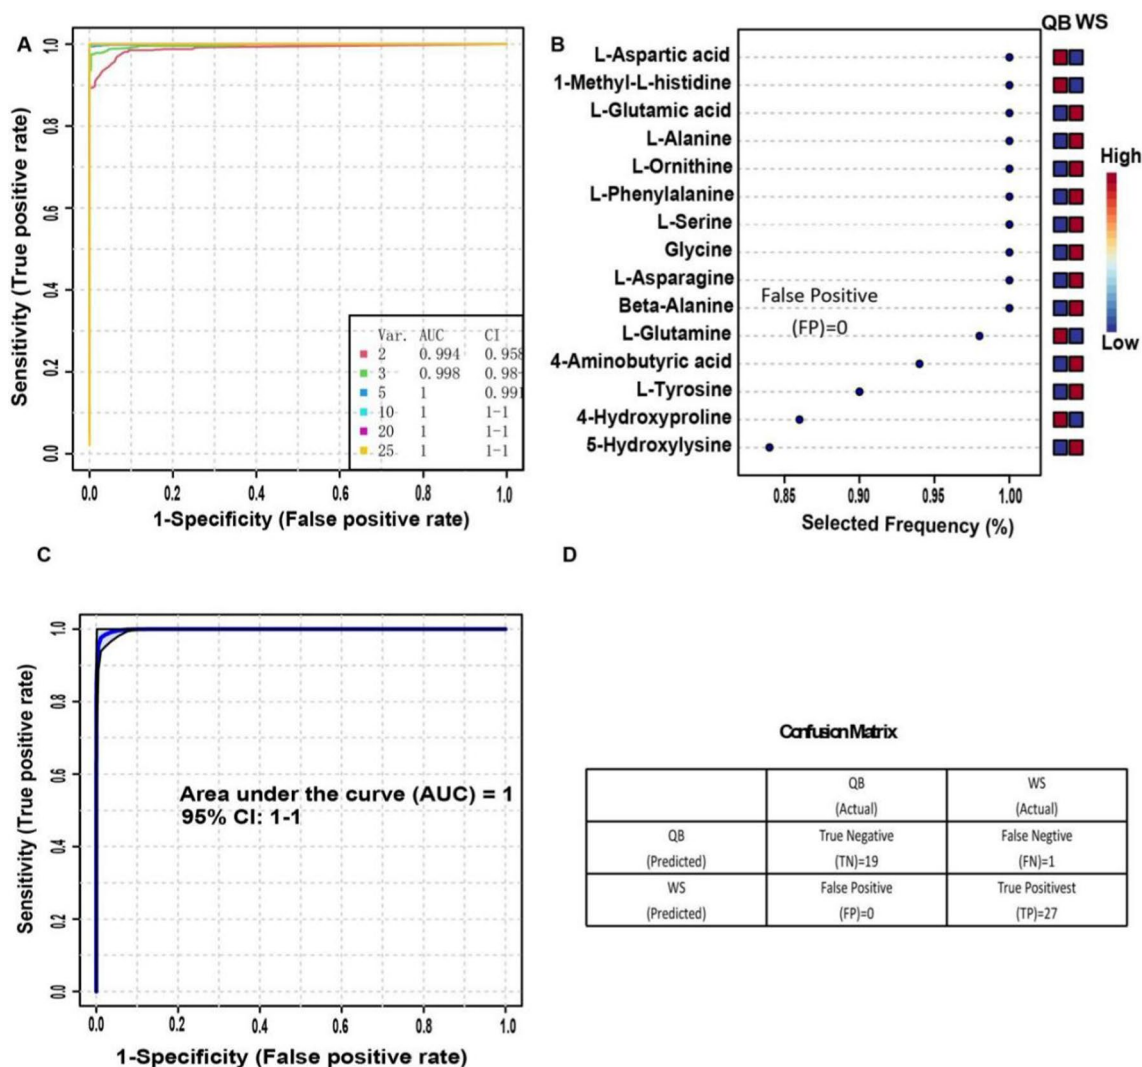 A
Sensitivity (True positive rate)
1.0
0.8
0.6
0.4
0.2
0.0
Var. AUC CI
2 0.994 0.958
3 0.998 0.98-
5 1 0.991
10 1 1-1
20 1 1-1
25 1 1-1
0.0 0.2 0.4 0.6 0.8 1.0
1-Specificity (False positive rate)
B
QB WS
L-Aspartic acid
1-Methyl-L-histidine
L-Glutamic acid
L-Alanine
L-Ornithine
L-Phenylalanine
L-Serine
Glycine
L-Asparagine
Beta-Alanine
L-Glutamine
4-Aminobutyric acid
L-Tyrosine
4-Hydroxyproline
5-Hydroxylysine
False Positive
(FP)=0
High
Low
0.85 0.90 0.95 1.00
Selected Frequency (%)
C
Sensitivity (True positive rate)
1.0
0.8
0.6
0.4
0.2
0.0
Area under the curve (AUC) = 1
95% CI: 1-1
0.0 0.2 0.4 0.6 0.8 1.0
1-Specificity (False positive rate)
D
Confusion Matrix
QB WS
(Actual) (Actual)
QB True Negative False Negtive
(Predicted) (TN)=19 (FN)=1
WS False Positive True Positivest
(Predicted) (FP)=0 (TP)=27